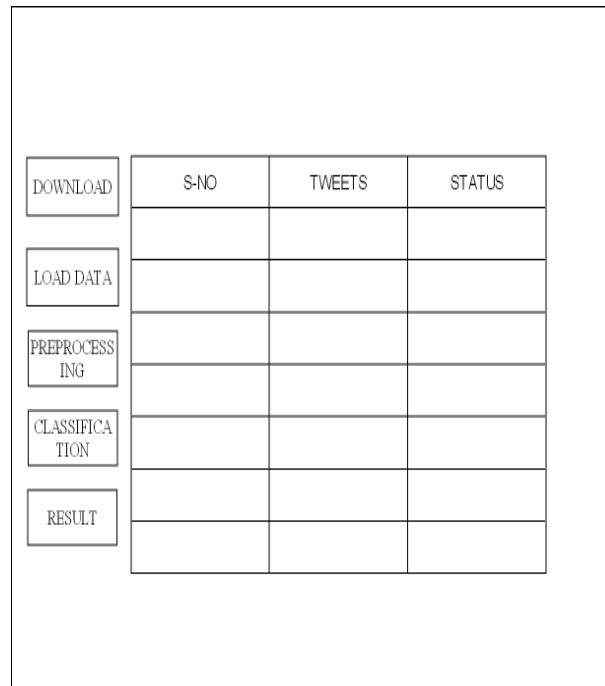 DOWNLOAD
LOAD DATA
PREPROCESS
ING
CLASSIFICA
TION
RESULT
S-NO TWEETS STATUS